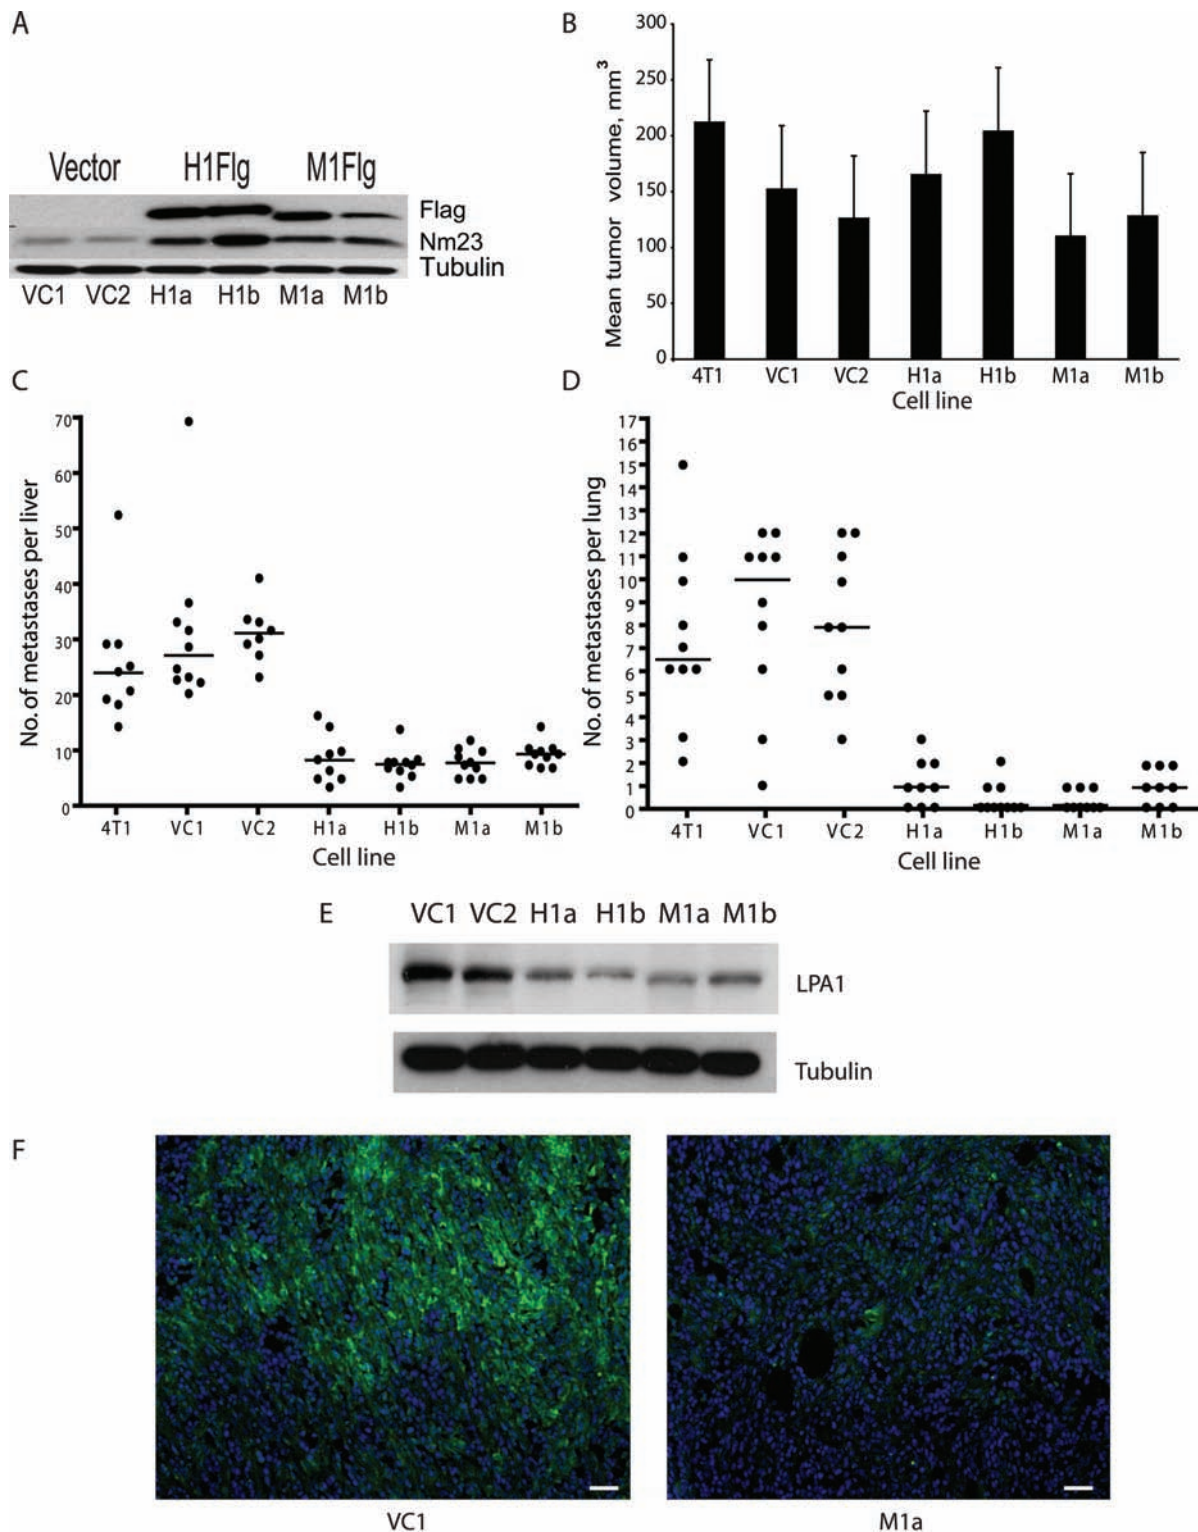 A
Vector H1Flg M1Flg
Flag
Nm23
Tubulin
VC1 VC2 H1a H1b M1a M1b
B
Mean tumor volume, mm³
300
250
200
150
100
50
0
4T1 VC1 VC2 H1a H1b M1a M1b
Cell line
C
No. of metastases per liver
70
60
50
40
30
20
10
0
4T1 VC1 VC2 H1a H1b M1a M1b
Cell line
D
No. of metastases per lung
17
16
15
14
13
12
11
10
9
8
7
6
5
4
3
2
1
0
4T1 VC1 VC2 H1a H1b M1a M1b
Cell line
E
VC1 VC2 H1a H1b M1a M1b
LPA1
Tubulin
F
VC1 M1a